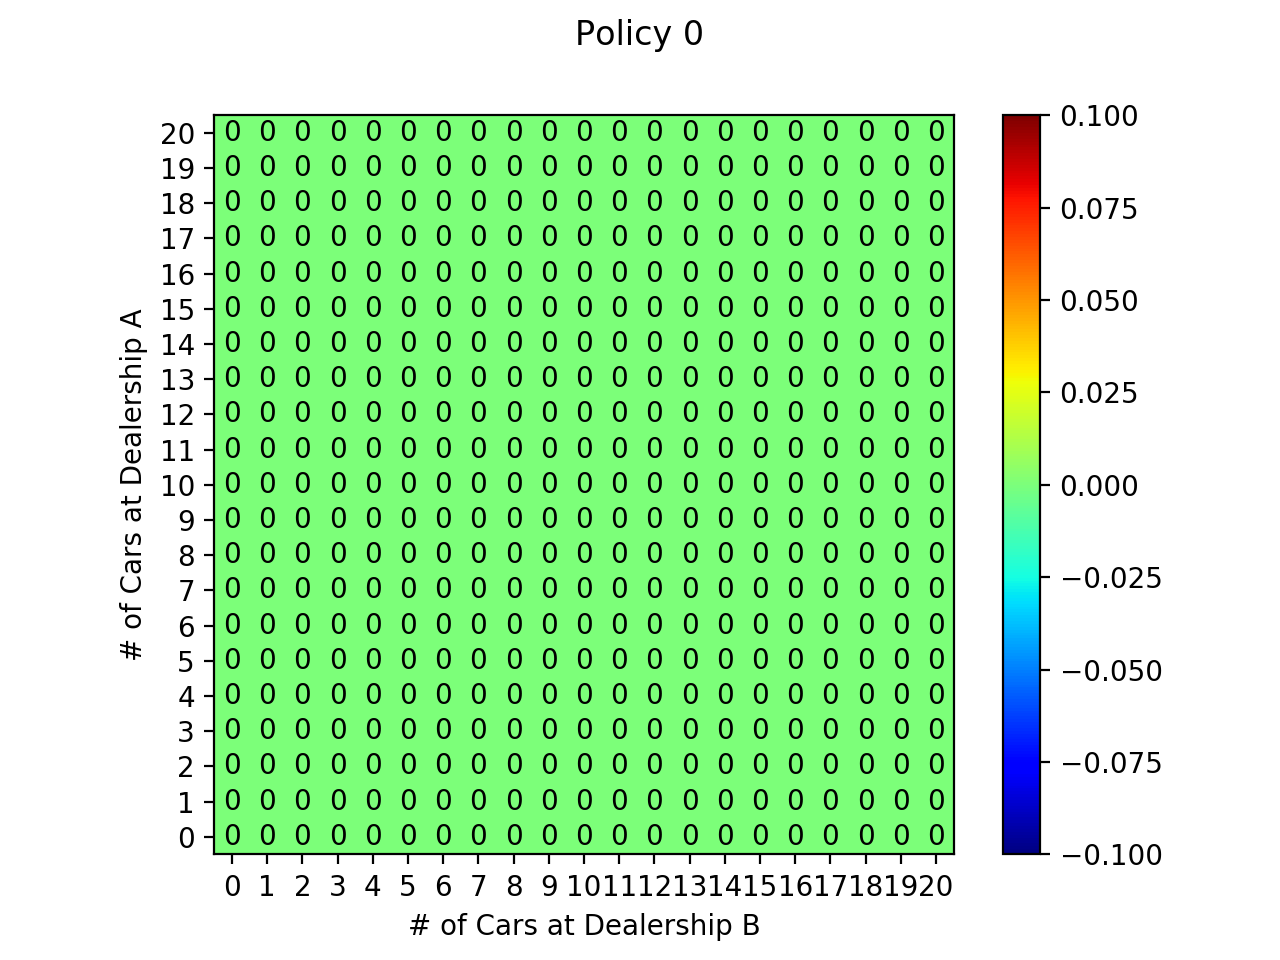 Policy 0
20 0 0 0 0 0 0 0 0 0 0 0 0 0 0 0 0 0 0 0 0 0 0.100
19 0 0 0 0 0 0 0 0 0 0 0 0 0 0 0 0 0 0 0 0 0
18 0 0 0 0 0 0 0 0 0 0 0 0 0 0 0 0 0 0 0 0 0 0.075
17 0 0 0 0 0 0 0 0 0 0 0 0 0 0 0 0 0 0 0 0 0
16 0 0 0 0 0 0 0 0 0 0 0 0 0 0 0 0 0 0 0 0 0
15 0 0 0 0 0 0 0 0 0 0 0 0 0 0 0 0 0 0 0 0 0 0.050
14 0 0 0 0 0 0 0 0 0 0 0 0 0 0 0 0 0 0 0 0 0
13 0 0 0 0 0 0 0 0 0 0 0 0 0 0 0 0 0 0 0 0 0 0.025
12 0 0 0 0 0 0 0 0 0 0 0 0 0 0 0 0 0 0 0 0 0
11 0 0 0 0 0 0 0 0 0 0 0 0 0 0 0 0 0 0 0 0 0
10 0 0 0 0 0 0 0 0 0 0 0 0 0 0 0 0 0 0 0 0 0 0.000
9 0 0 0 0 0 0 0 0 0 0 0 0 0 0 0 0 0 0 0 0 0
8 0 0 0 0 0 0 0 0 0 0 0 0 0 0 0 0 0 0 0 0 0
7 0 0 0 0 0 0 0 0 0 0 0 0 0 0 0 0 0 0 0 0 0 −0.025
6 0 0 0 0 0 0 0 0 0 0 0 0 0 0 0 0 0 0 0 0 0
5 0 0 0 0 0 0 0 0 0 0 0 0 0 0 0 0 0 0 0 0 0 −0.050
4 0 0 0 0 0 0 0 0 0 0 0 0 0 0 0 0 0 0 0 0 0
3 0 0 0 0 0 0 0 0 0 0 0 0 0 0 0 0 0 0 0 0 0
2 0 0 0 0 0 0 0 0 0 0 0 0 0 0 0 0 0 0 0 0 0 −0.075
1 0 0 0 0 0 0 0 0 0 0 0 0 0 0 0 0 0 0 0 0 0
0 0 0 0 0 0 0 0 0 0 0 0 0 0 0 0 0 0 0 0 0 0 −0.100
0 1 2 3 4 5 6 7 8 9 10 11 12 13 14 15 16 17 18 19 20
# of Cars at Dealership A
# of Cars at Dealership B